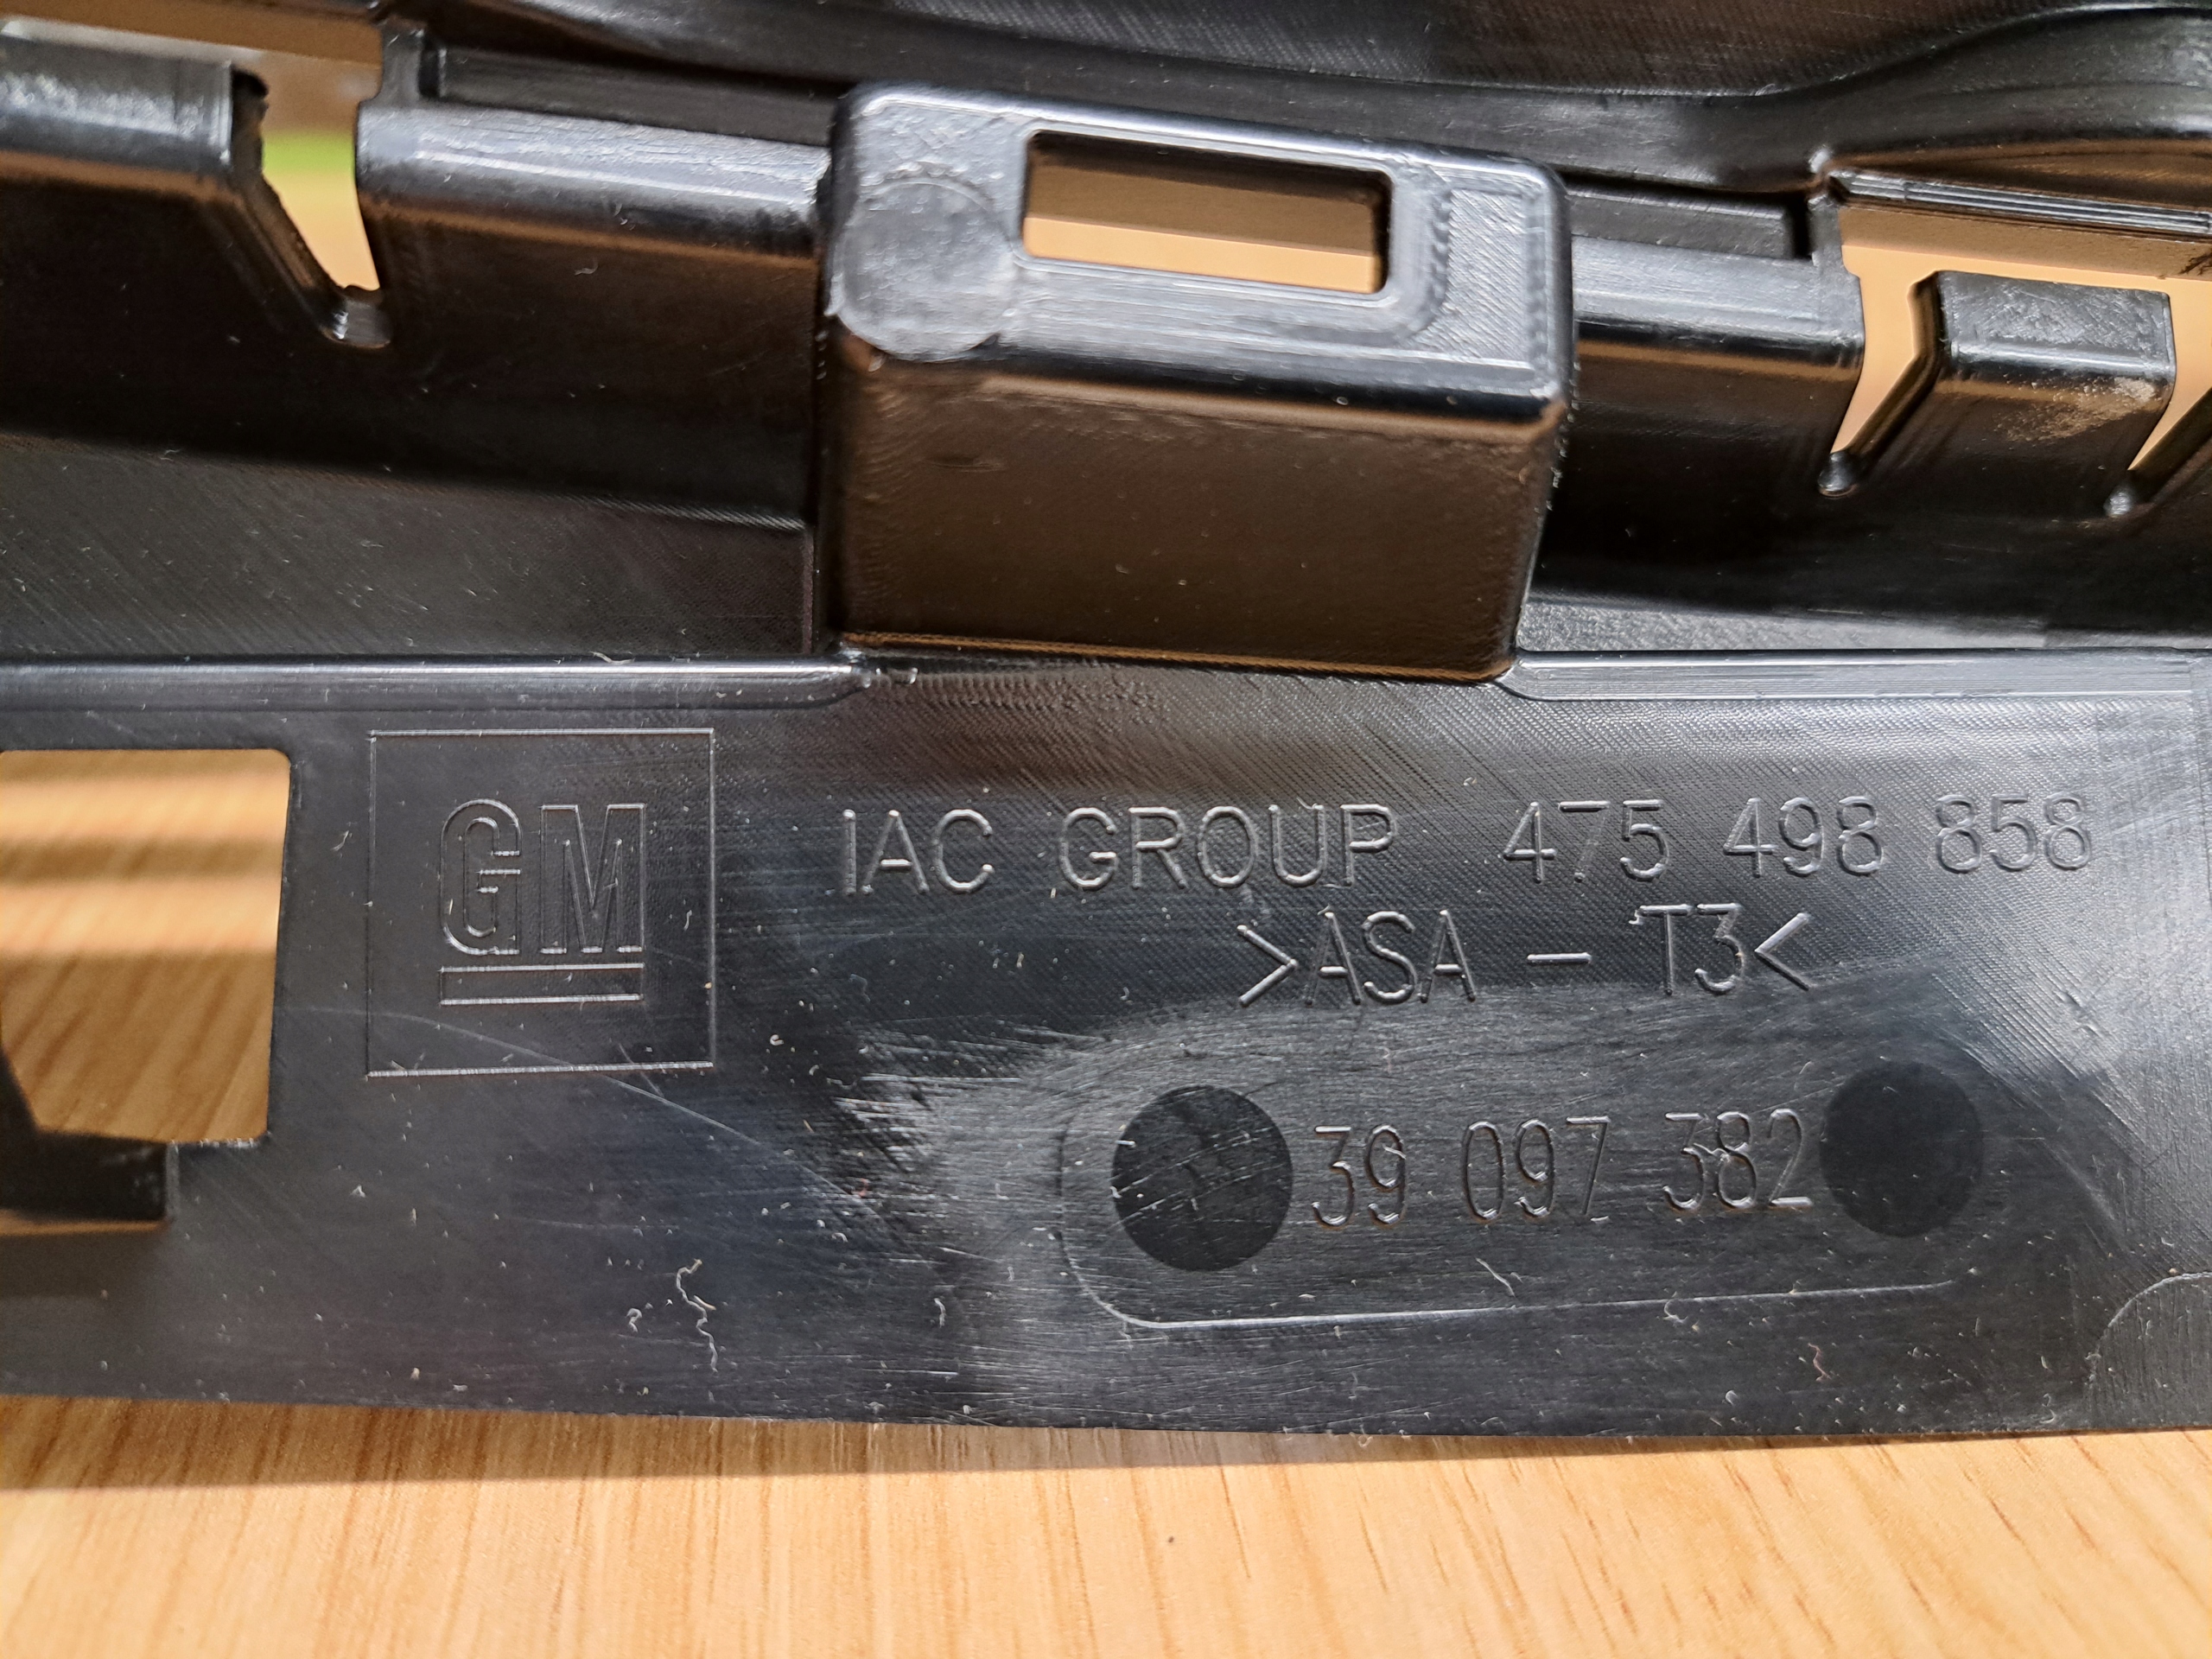 GM
IAC GROUP 475 498 858
>ASA - T3<
39 097 382